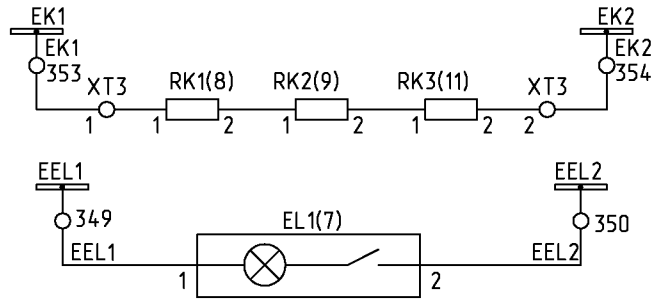 EK1 EK2
EK1 EK2
353 354
XT3 RK1(8) RK2(9) RK3(11) XT3
1 1 2 1 2 1 2 2
EEL1 EEL2
349 EL1(7) 350
EEL1 EEL2
1 2